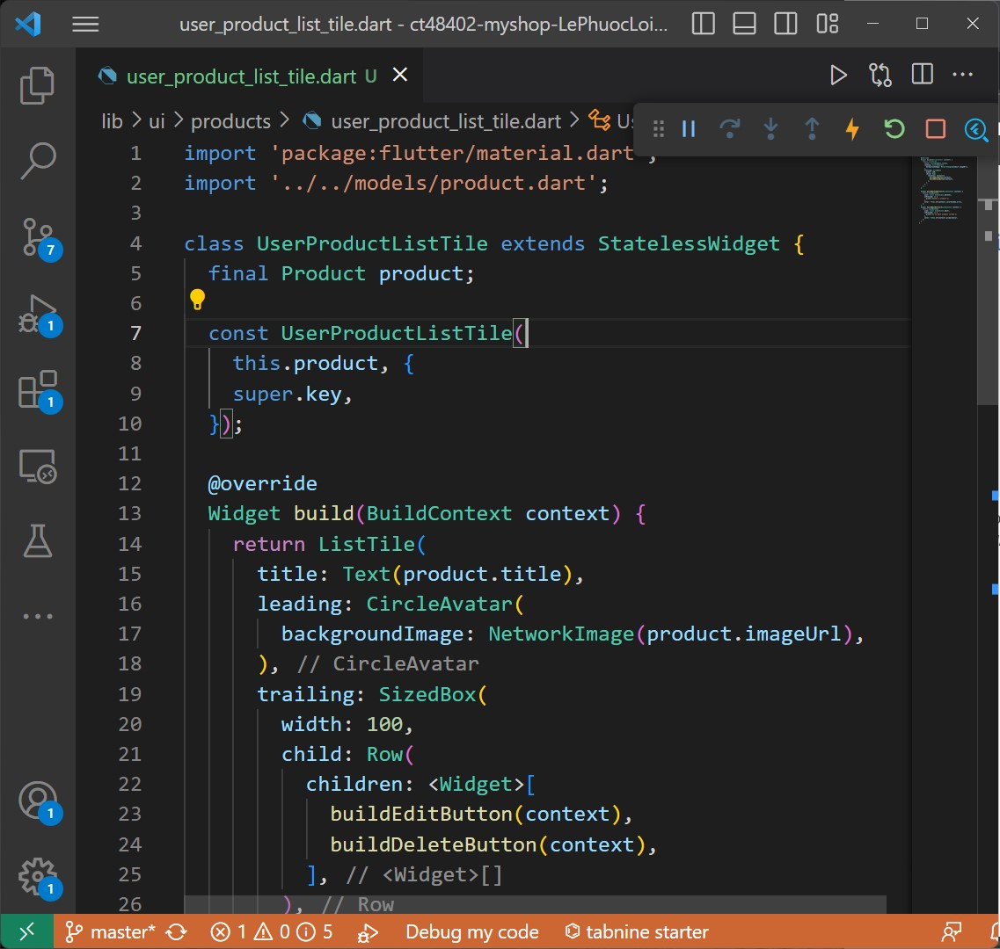 user_product_list_tile.dart - ct48402-myshop-LePhuocLoi...
user_product_list_tile.dart U
lib > ui > products > user_product_list_tile.dart >
1 import 'package:flutter/material.dart';
2 import '../../models/product.dart';
3
4 class UserProductListTile extends StatelessWidget {
5 final Product product;
6
7 const UserProductListTile(
8 this.product, {
9 super.key,
10 });
11
12 @override
13 Widget build(BuildContext context) {
14 return ListTile(
15 title: Text(product.title),
16 leading: CircleAvatar(
17 backgroundImage: NetworkImage(product.imageUrl),
18 ), // CircleAvatar
19 trailing: SizedBox(
20 width: 100,
21 child: Row(
22 children: <Widget>[
23 buildEditButton(context),
24 buildDeleteButton(context),
25 ], // <Widget>[]
26 ), // Row
7
1
1
1
1
master* 1 0 5 Debug my code tabnine starter